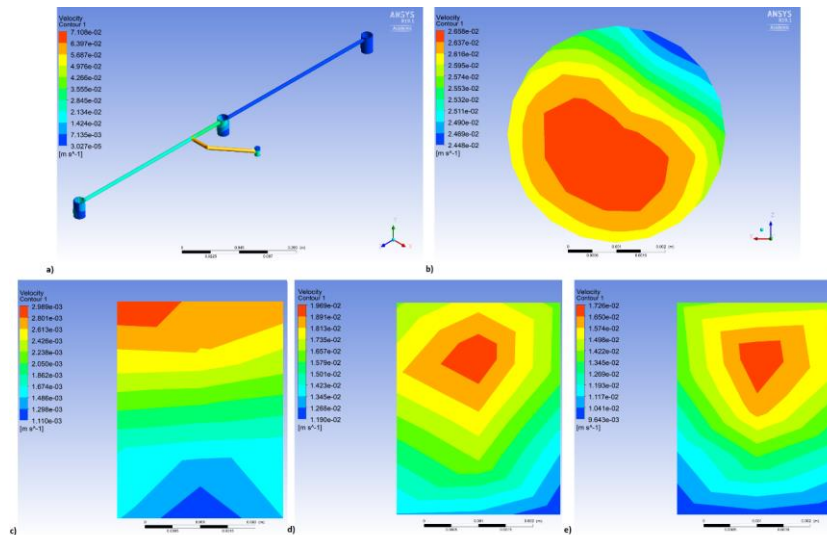 Velocity
Contour 1
7.108e-02
6.397e-02
5.687e-02
4.976e-02
4.266e-02
3.555e-02
2.845e-02
2.134e-02
1.424e-02
7.135e-03
3.027e-05
[m s^-1]
ANSYS
a)
Velocity
Contour 1
2.658e-02
2.637e-02
2.616e-02
2.595e-02
2.574e-02
2.553e-02
2.532e-02
2.511e-02
2.490e-02
2.469e-02
2.448e-02
[m s^-1]
ANSYS
b)
Velocity
Contour 1
2.989e-03
2.801e-03
2.613e-03
2.426e-03
2.238e-03
2.050e-03
1.862e-03
1.674e-03
1.486e-03
1.298e-03
1.110e-03
[m s^-1]
c)
Velocity
Contour 1
1.969e-02
1.891e-02
1.813e-02
1.735e-02
1.657e-02
1.579e-02
1.501e-02
1.423e-02
1.345e-02
1.268e-02
1.190e-02
[m s^-1]
d)
Velocity
Contour 1
1.726e-02
1.650e-02
1.574e-02
1.498e-02
1.422e-02
1.345e-02
1.269e-02
1.193e-02
1.117e-02
1.041e-02
9.643e-03
[m s^-1]
e)